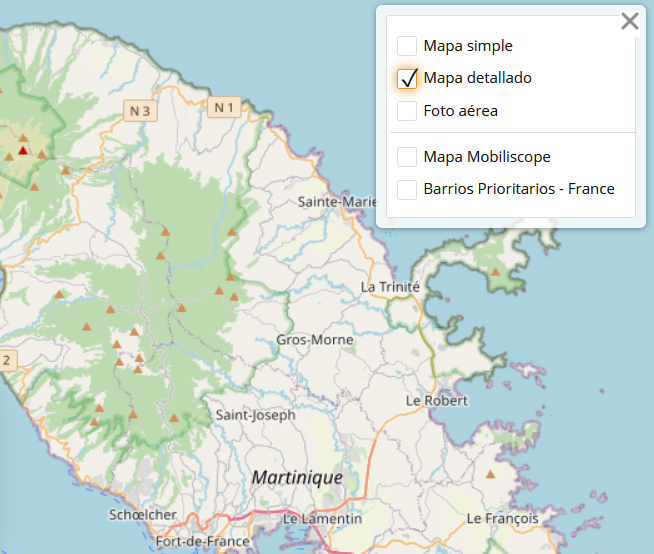 Mapa simple
Mapa detallado
Foto aérea
Mapa Mobiliscope
Barrios Prioritarios - France
N 3
N 1
Sainte-Marie
La Trinité
Gros-Morne
2
Le Robert
Saint-Joseph
Martinique
Schœlcher
Le Lamentin
Le François
Fort-de-France